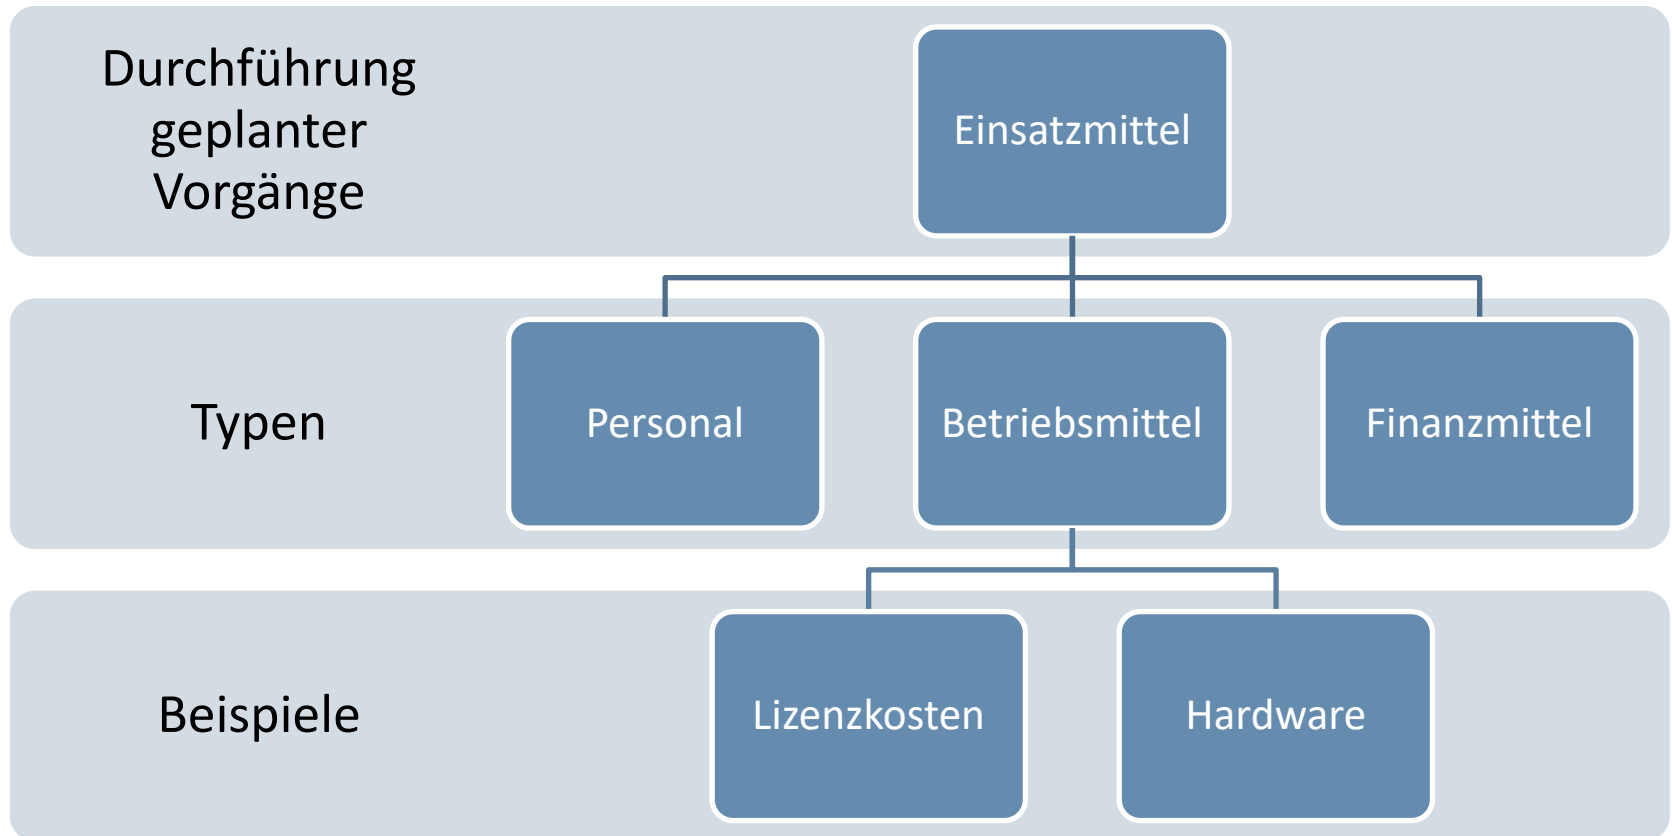 Durchführung
geplanter
Vorgänge
Einsatzmittel
Typen
Personal
Betriebsmittel
Finanzmittel
Beispiele
Lizenzkosten
Hardware